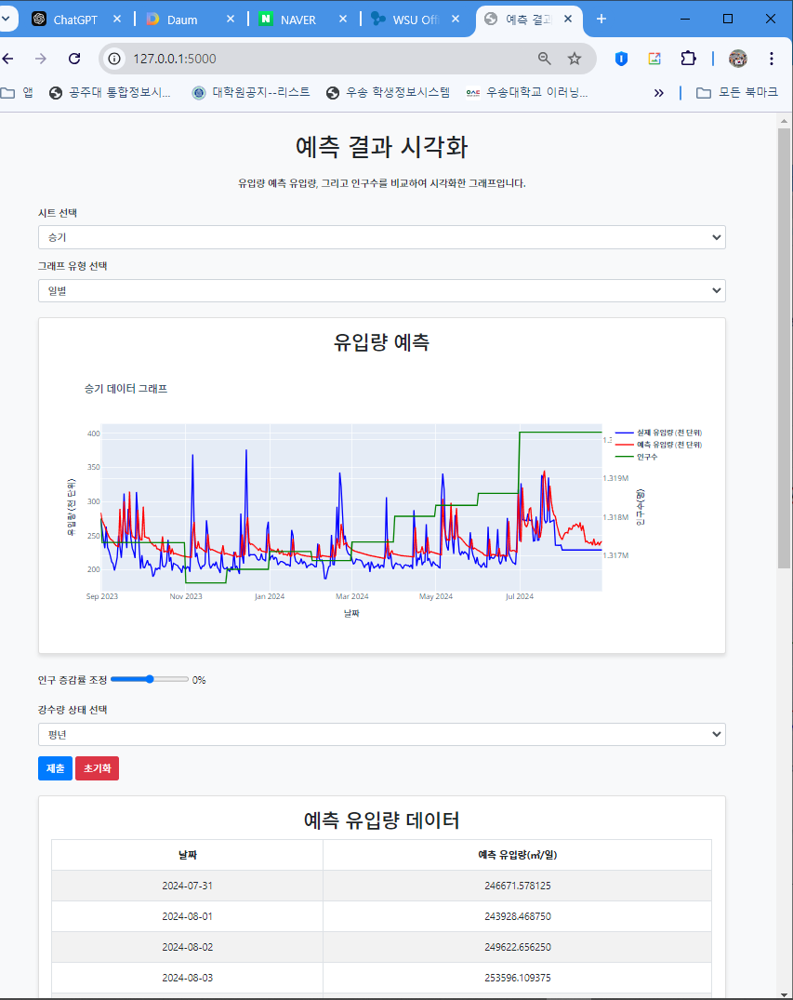 ChatGPT
Daum
NAVER
WSU Off
예측 결과
127.0.0.1:5000
앱
공주대 통합정보시...
대학원공지--리스트
우송 학생정보시스템
우송대학교 이러닝...
모든 북마크
예측 결과 시각화
유입량 예측 유입량, 그리고 인구수를 비교하여 시각화한 그래프입니다.
시트 선택
승기
그래프 유형 선택
일별
유입량 예측
승기 데이터 그래프
400
350
300
250
200
유입량(천 단위)
Sep 2023
Nov 2023
Jan 2024
Mar 2024
May 2024
Jul 2024
날짜
1.3
1.319M
1.318M
1.317M
인구수(명)
실제 유입량 (천 단위)
예측 유입량 (천 단위)
인구수
인구 증감률 조정 0%
강수량 상태 선택
평년
제출 초기화
예측 유입량 데이터
날짜 예측 유입량(㎥/일)
2024-07-31 246671.578125
2024-08-01 243928.468750
2024-08-02 249622.656250
2024-08-03 253596.109375